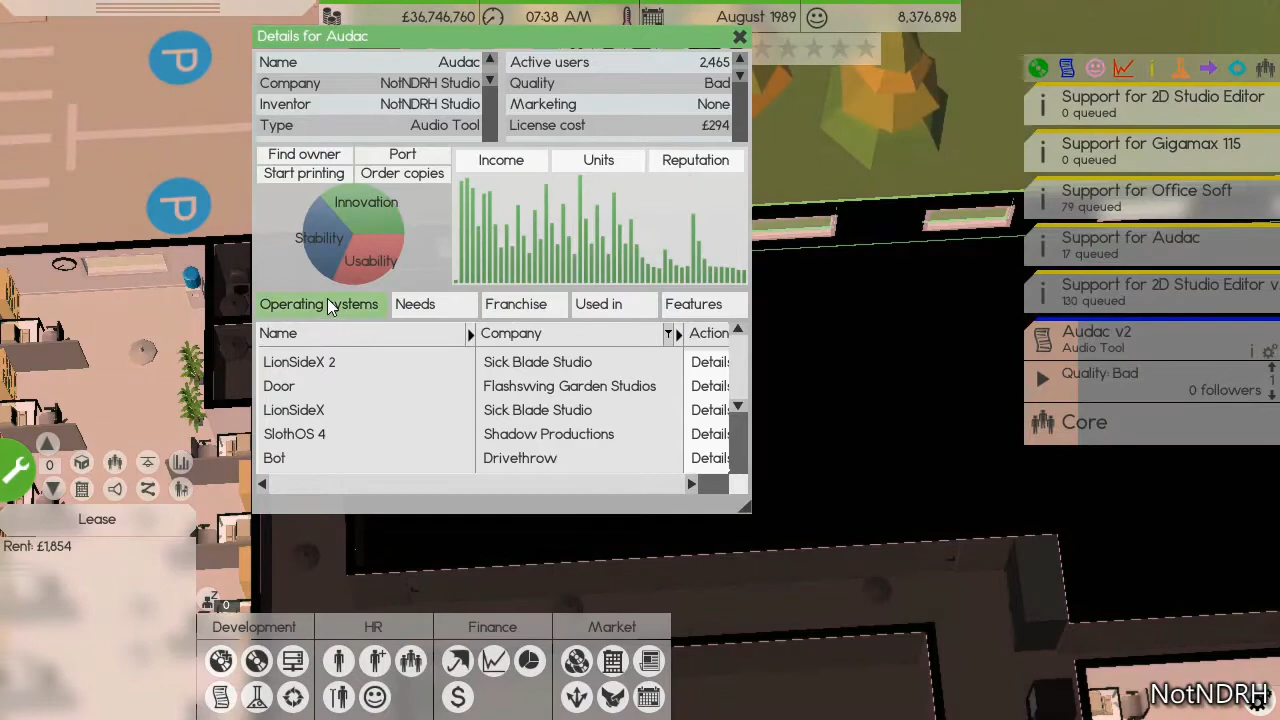 £36,746,760
07:38 AM
August 1989
8,376,898
Details for Audac
Name Audac
Company NotNDRH Studio
Inventor NotNDRH Studio
Type Audio Tool
Active users 2,465
Quality Bad
Marketing None
License cost £294
Find owner Port
Start printing Order copies
Income Units Reputation
Innovation
Stability
Usability
Operating systems Needs Franchise Used in Features
Name Company Action
LionSideX 2 Sick Blade Studio Details
Door Flashswing Garden Studios Details
LionSideX Sick Blade Studio Details
SlothOS 4 Shadow Productions Details
Bot Drivethrow Details
P
P
Support for 2D Studio Editor
0 queued
Support for Gigamax 115
0 queued
Support for Office Soft
79 queued
Support for Audac
17 queued
Support for 2D Studio Editor v
130 queued
Audac v2
Audio Tool
Quality: Bad
1
0 followers
Core
0
Lease
Rent: £1,854
Z
0
Development HR Finance Market
$
NotNDRH